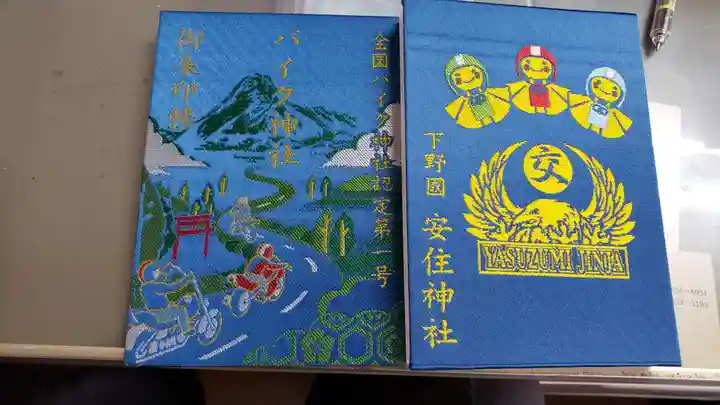 全国バイク神社認定第一号
バイク神社
御朱印帳
交
YASUZUMI JINJA
下野國
安住神社